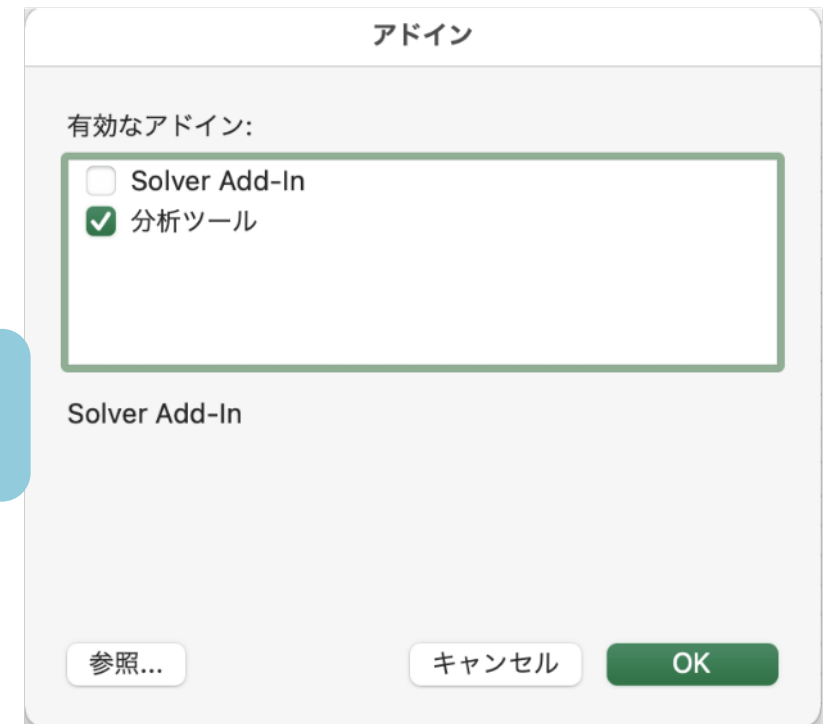 アドイン
有効なアドイン:
Solver Add-In
分析ツール
Solver Add-In
参照...
キャンセル
OK